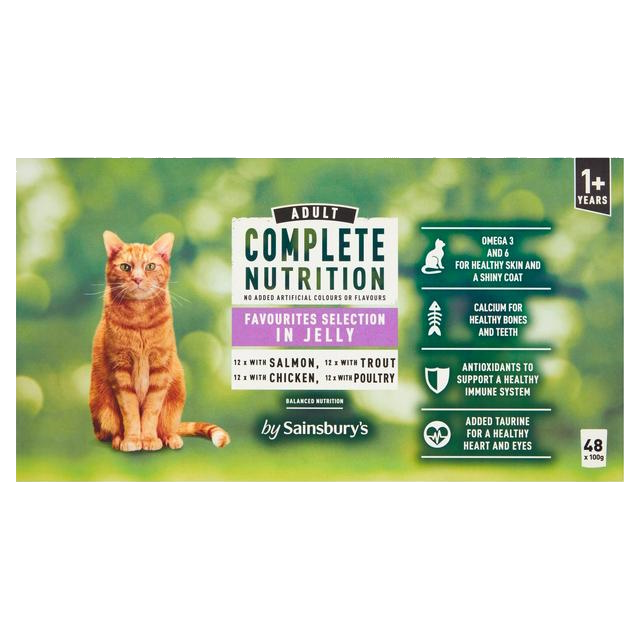 1+
YEARS
ADULT
COMPLETE
NUTRITION
NO ADDED ARTIFICIAL COLOURS OR FLAVOURS
FAVOURITES SELECTION
IN JELLY
12 x WITH SALMON, 12 x WITH TROUT
12 x WITH CHICKEN, 12 x WITH POULTRY
BALANCED NUTRITION
by Sainsbury's
OMEGA 3
AND 6
FOR HEALTHY SKIN AND
A SHINY COAT
CALCIUM FOR
HEALTHY BONES
AND TEETH
ANTIOXIDANTS TO
SUPPORT A HEALTHY
IMMUNE SYSTEM
ADDED TAURINE
FOR A HEALTHY
HEART AND EYES
48
x 100g